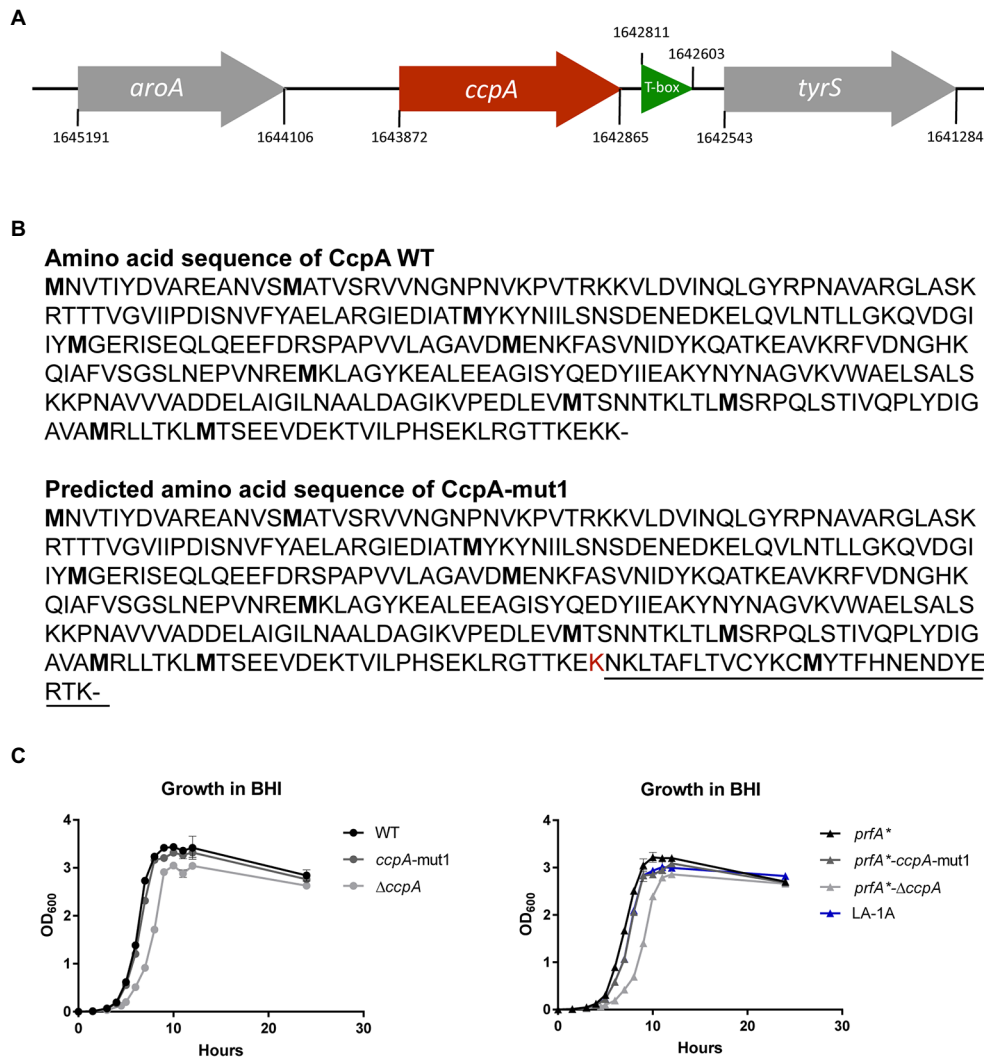 A
1642811
1642603
aroA
ccpA
T-box
tyrS
1645191
1644106
1643872
1642865
1642543
1641284
B
Amino acid sequence of CcpA WT
MNVTIYDVAREANVSMATVSRVVNGNPNVKPVTRKKVLDVINQLGYRPNAVARGLASK
RTTTVGVIIPDISNVFYAELARGIEDIATMYKYNIILSNSDENEDKELQVLNTLLGKQVDGI
IYMGERISEQLQEEFDRSPAPVVLAGAVDMENKFASVNIDYKQATKEAVKRFVDNGHK
QIAFVSGSLNEPVNREMKLAGYKEALEEAGISYQEDYIIEAKYNYNAGVKVWAELSALS
KKPNAVVVADDELAIGILNAALDAGIKVPEDLEVMTSNNTKLTLMSRPQLSTIVQPLYDIG
AVAMRLLTKLMTSEEVDEKTVILPHSEKLRGTTKEKK-
Predicted amino acid sequence of CcpA-mut1
MNVTIYDVAREANVSMATVSRVVNGNPNVKPVTRKKVLDVINQLGYRPNAVARGLASK
RTTTVGVIIPDISNVFYAELARGIEDIATMYKYNIILSNSDENEDKELQVLNTLLGKQVDGI
IYMGERISEQLQEEFDRSPAPVVLAGAVDMENKFASVNIDYKQATKEAVKRFVDNGHK
QIAFVSGSLNEPVNREMKLAGYKEALEEAGISYQEDYIIEAKYNYNAGVKVWAELSALS
KKPNAVVVADDELAIGILNAALDAGIKVPEDLEVMTSNNTKLTLMSRPQLSTIVQPLYDIG
AVAMRLLTKLMTSEEVDEKTVILPHSEKLRGTTKEKNKLTAFLTVCYKCMYTFHNENDYE
RTK-
C
Growth in BHI
OD600
4
3
2
1
0
0
10
20
30
Hours
WT
ccpA-mut1
ΔccpA
Growth in BHI
OD600
4
3
2
1
0
0
10
20
30
Hours
prfA*
prfA*-ccpA-mut1
prfA*-ΔccpA
LA-1A